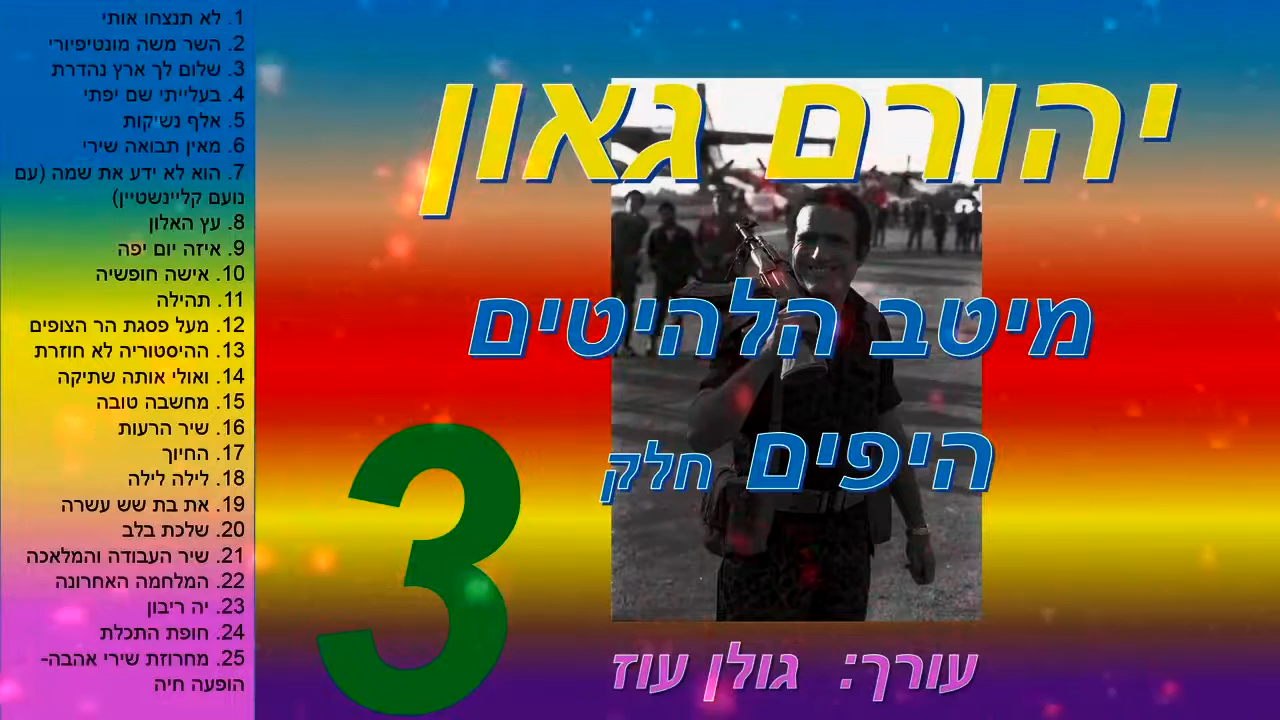 1. לא תנצחו אותי
2. השר משה מונטיפיורי
3. שלום לך ארץ נהדרת
4. בעלייתי שם יפתי
5. אלף נשיקות
6. מאין תבואה שירי
7. הוא לא ידע את שמה (עם
נועם קליינשטיין)
8. עץ האלון
9. איזה יום יפה
10. אישה חופשיה
11. תהילה
12. מעל פסגת הר הצופים
13. ההיסטוריה לא חוזרת
14. ואולי אותה שתיקה
15. מחשבה טובה
16. שיר הרעות
17. החיוך
18. לילה לילה
19. את בת שש עשרה
20. שלכת בלב
21. שיר העבודה והמלאכה
22. המלחמה האחרונה
23. יה ריבון
24. חופת התכלת
25. מחרוזת שירי אהבה-
הופעה חיה
יהורם גאון
מיטב הלהיטים
היפים חלק
3
עורך: גולן עוז